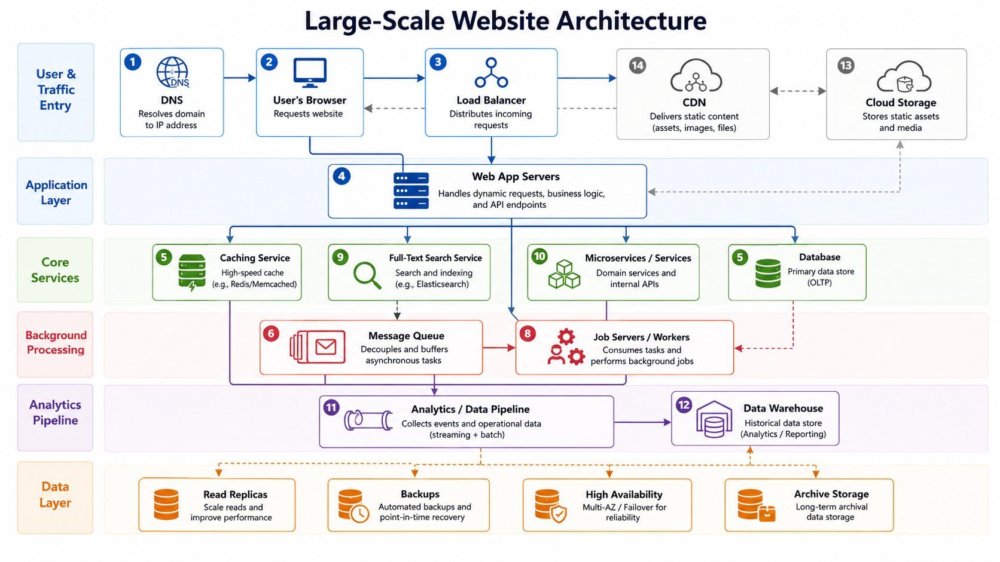 Large-Scale Website Architecture
User &
Traffic
Entry
1
DNS
DNS
Resolves domain
to IP address
2
User's Browser
Requests website
3
Load Balancer
Distributes incoming
requests
14
CDN
Delivers static content
(assets, images, files)
13
Cloud Storage
Stores static assets
and media
Application
Layer
4
Web App Servers
Handles dynamic requests, business logic,
and API endpoints
Core
Services
5
Caching Service
High-speed cache
(e.g., Redis/Memcached)
9
Full-Text Search Service
Search and indexing
(e.g., Elasticsearch)
10
Microservices / Services
Domain services and
internal APIs
5
Database
Primary data store
(OLTP)
Background
Processing
6
Message Queue
Decouples and buffers
asynchronous tasks
8
Job Servers / Workers
Consumes tasks and
performs background jobs
Analytics
Pipeline
11
Analytics / Data Pipeline
Collects events and operational data
(streaming + batch)
12
Data Warehouse
Historical data store
(Analytics / Reporting)
Data
Layer
Read Replicas
Scale reads and
improve performance
Backups
Automated backups and
point-in-time recovery
High Availability
Multi-AZ / Failover for
reliability
Archive Storage
Long-term archival
data storage